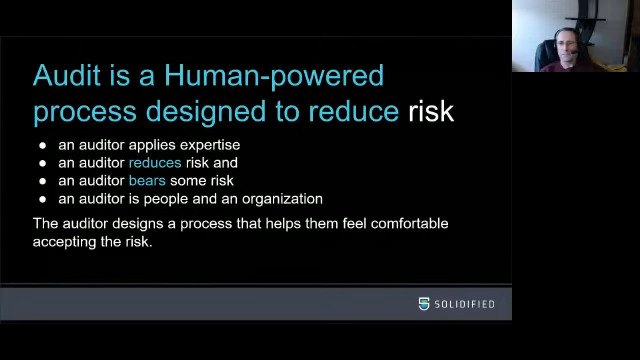 Audit is a Human-powered
process designed to reduce risk
● an auditor applies expertise
● an auditor reduces risk and
● an auditor bears some risk
● an auditor is people and an organization
The auditor designs a process that helps them feel comfortable
accepting the risk.
SOLIDIFIED